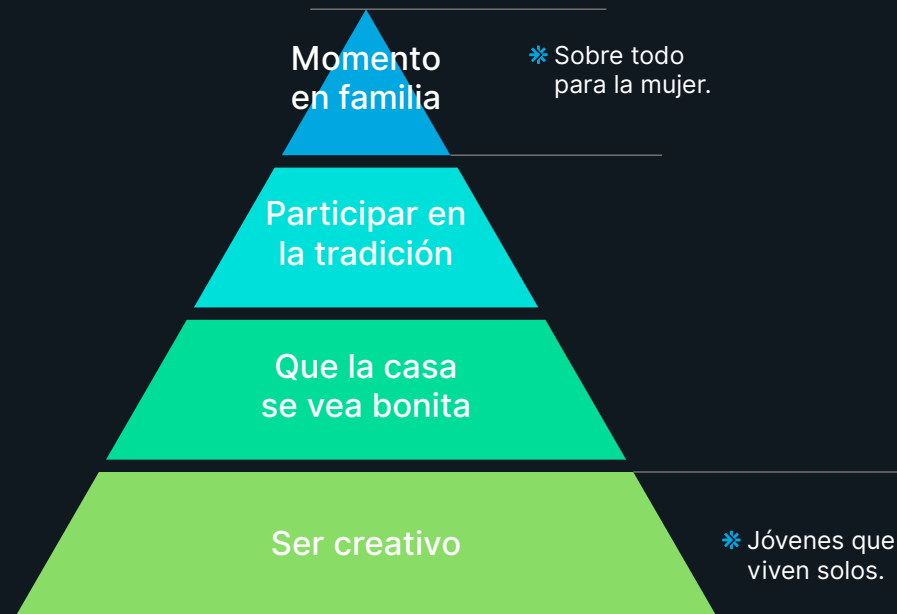 Momento
en familia
Sobre todo
para la mujer.
Participar en
la tradición
Que la casa
se vea bonita
Ser creativo
Jóvenes que
viven solos.